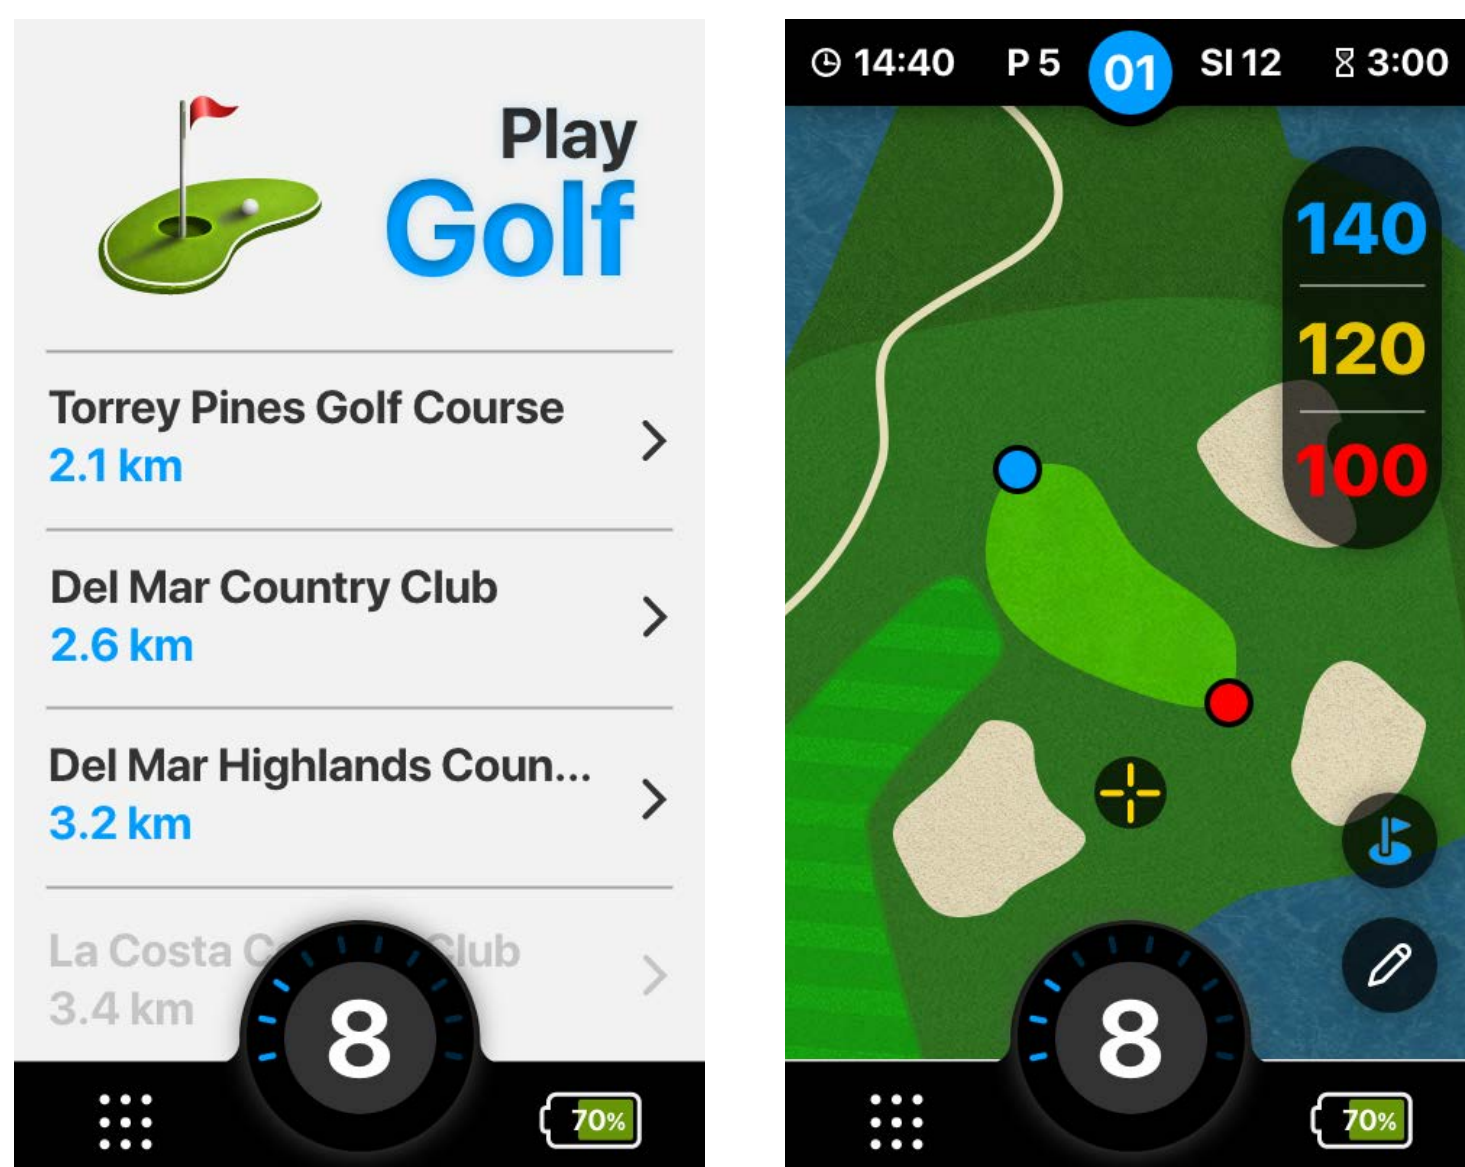 Play
Golf
Torrey Pines Golf Course
2.1 km
Del Mar Country Club
2.6 km
Del Mar Highlands Coun...
3.2 km
La Costa C lub
3.4 km
8
70%
14:40 P 5 01 SI 12 3:00
140
120
100
8
70%